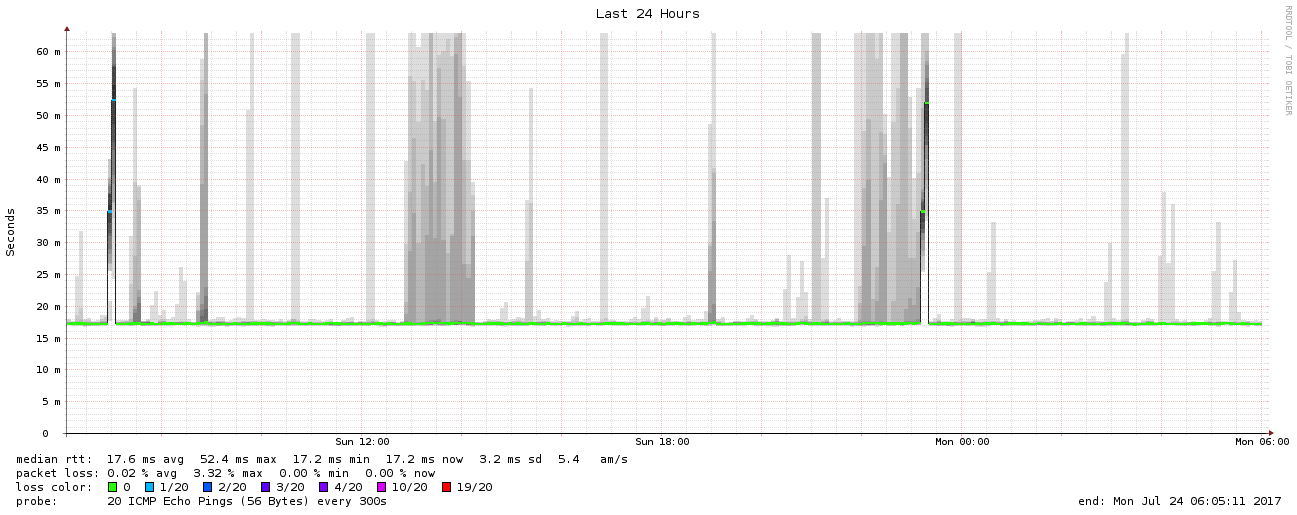 Last 24 Hours
RRDTOOL / TOBI OETIKER
Seconds
60 m
55 m
50 m
45 m
40 m
35 m
30 m
25 m
20 m
15 m
10 m
5 m
0
Sun 12:00 Sun 18:00 Mon 00:00 Mon 06:00
median rtt: 17.6 ms avg 52.4 ms max 17.2 ms min 17.2 ms now 3.2 ms sd 5.4 am/s
packet loss: 0.02 % avg 3.32 % max 0.00 % min 0.00 % now
loss color: 0 1/20 2/20 3/20 4/20 10/20 19/20
probe: 20 ICMP Echo Pings (56 Bytes) every 300s end: Mon Jul 24 06:05:11 2017